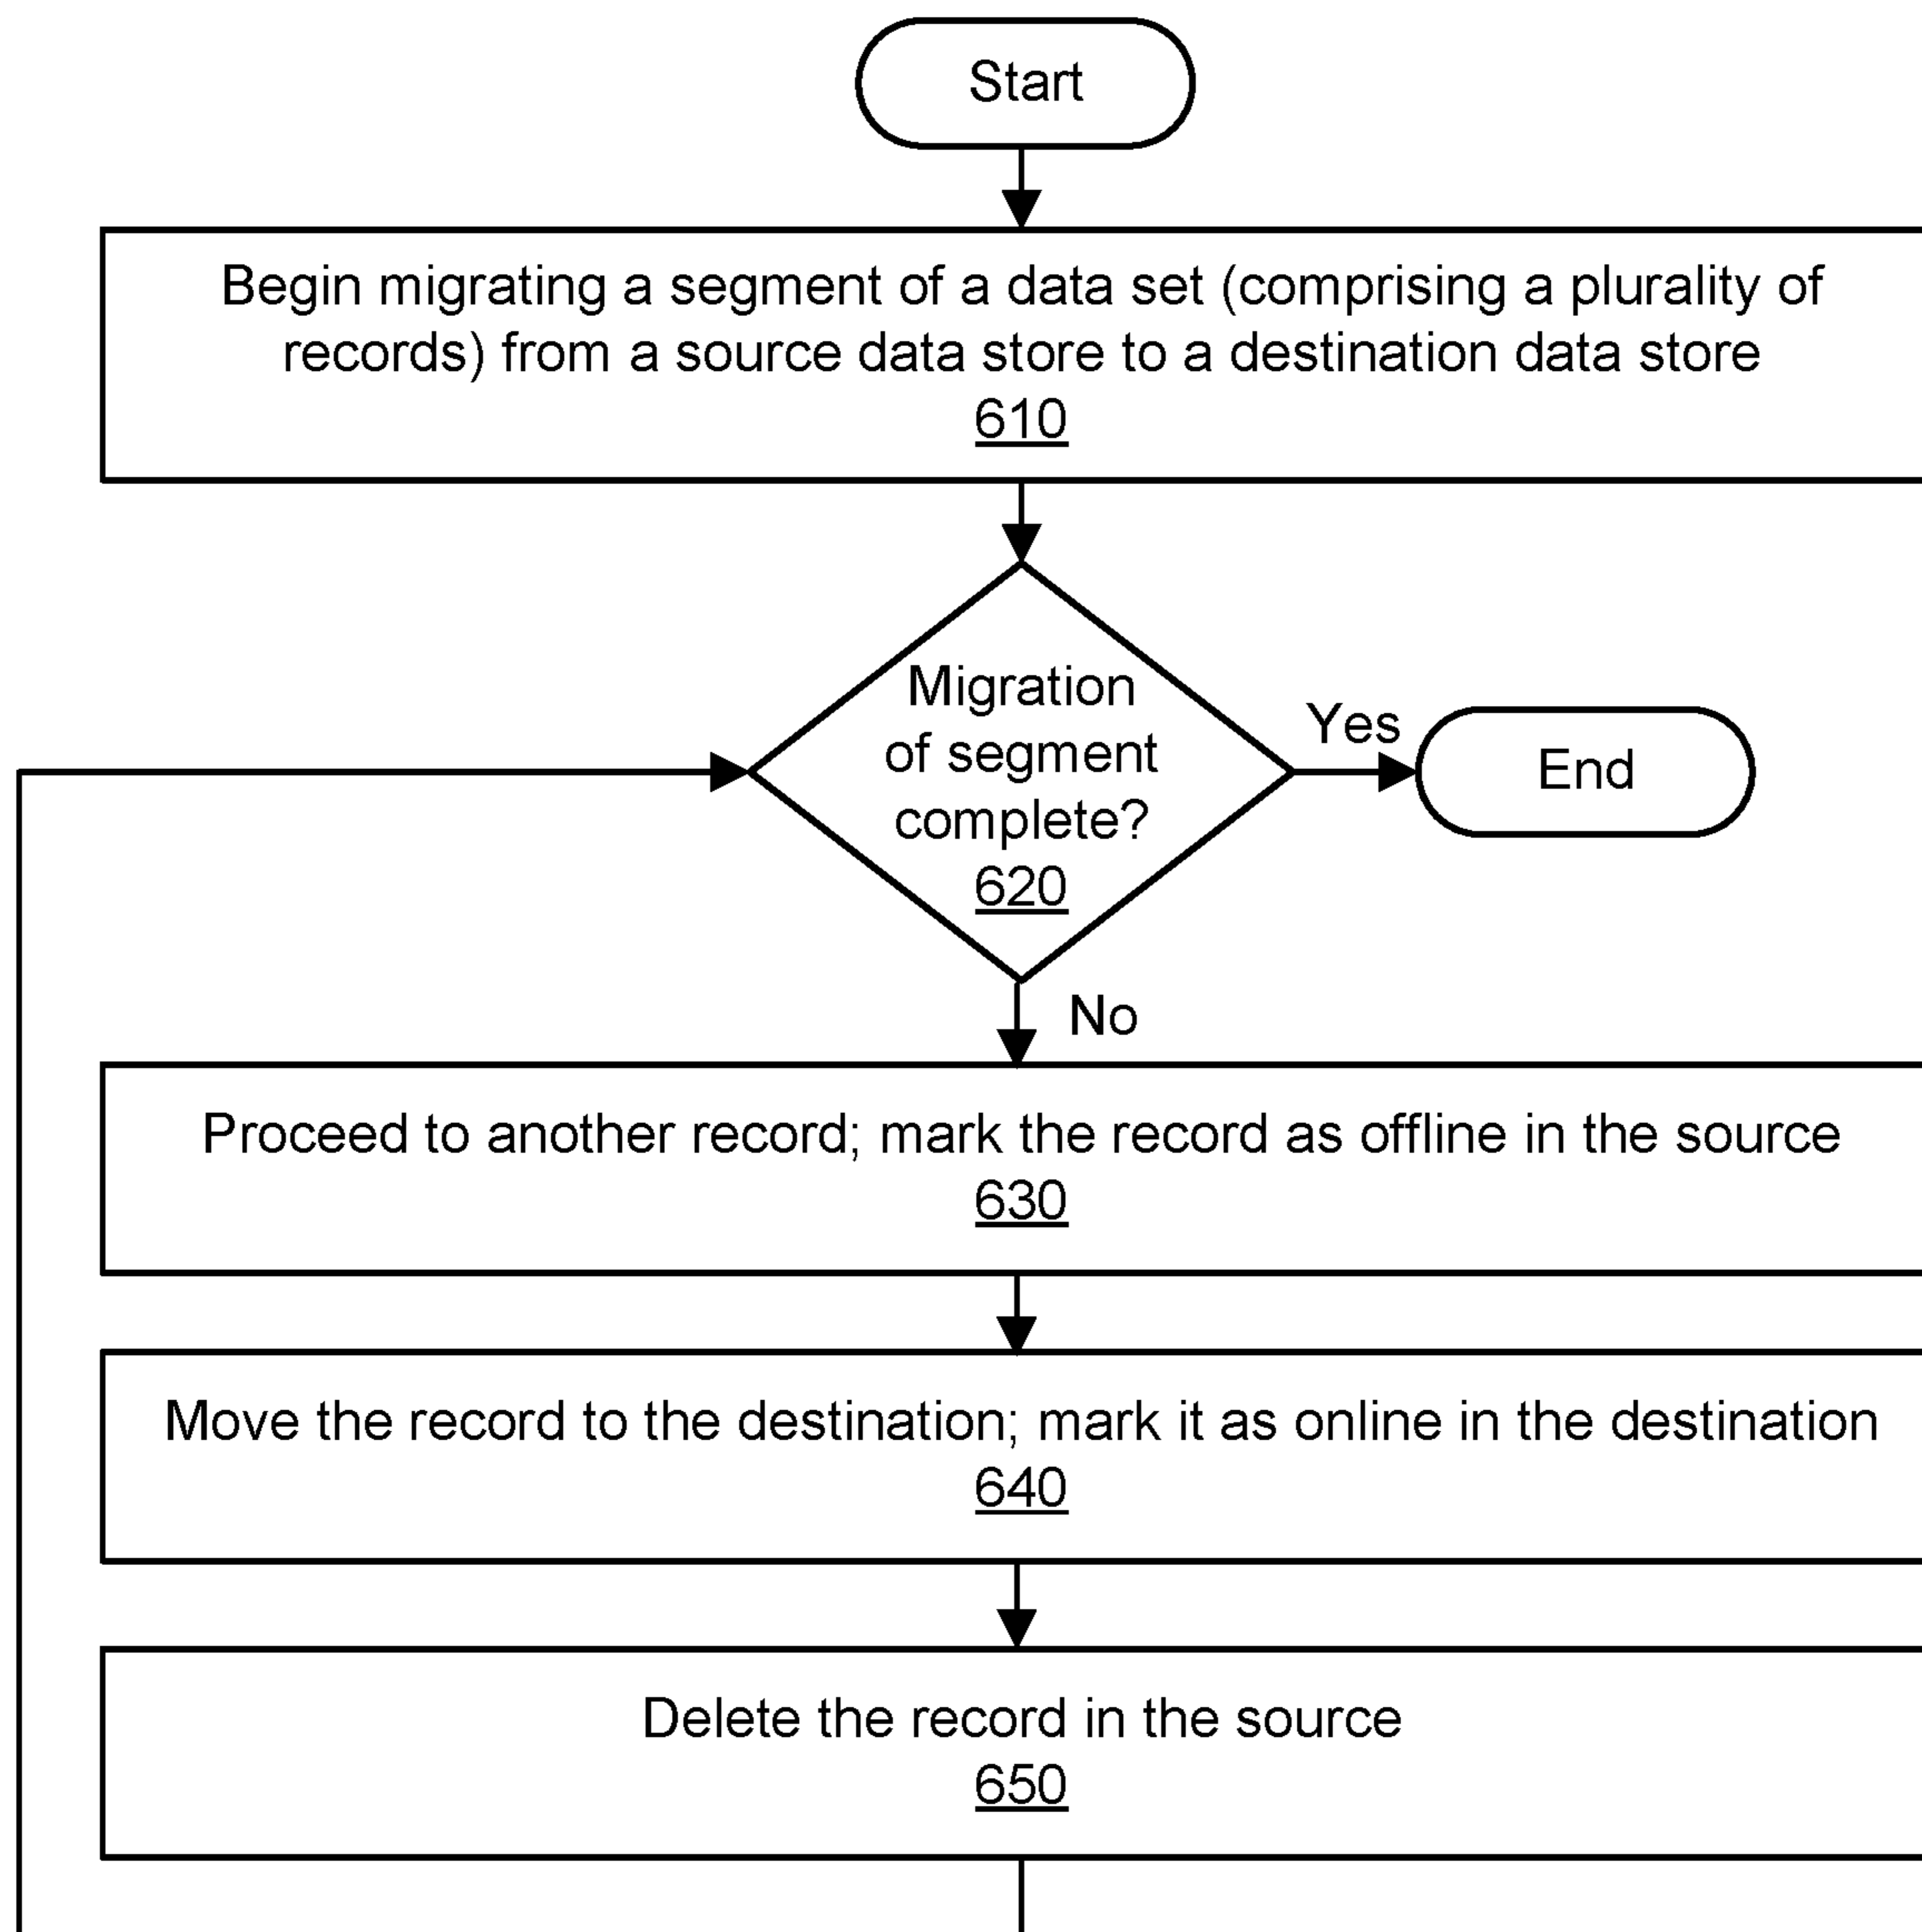 Start
Begin migrating a segment of a data set (comprising a plurality of
records) from a source data store to a destination data store
610
Migration
of segment
complete?
620
Yes
End
No
Proceed to another record; mark the record as offline in the source
630
Move the record to the destination; mark it as online in the destination
640
Delete the record in the source
650